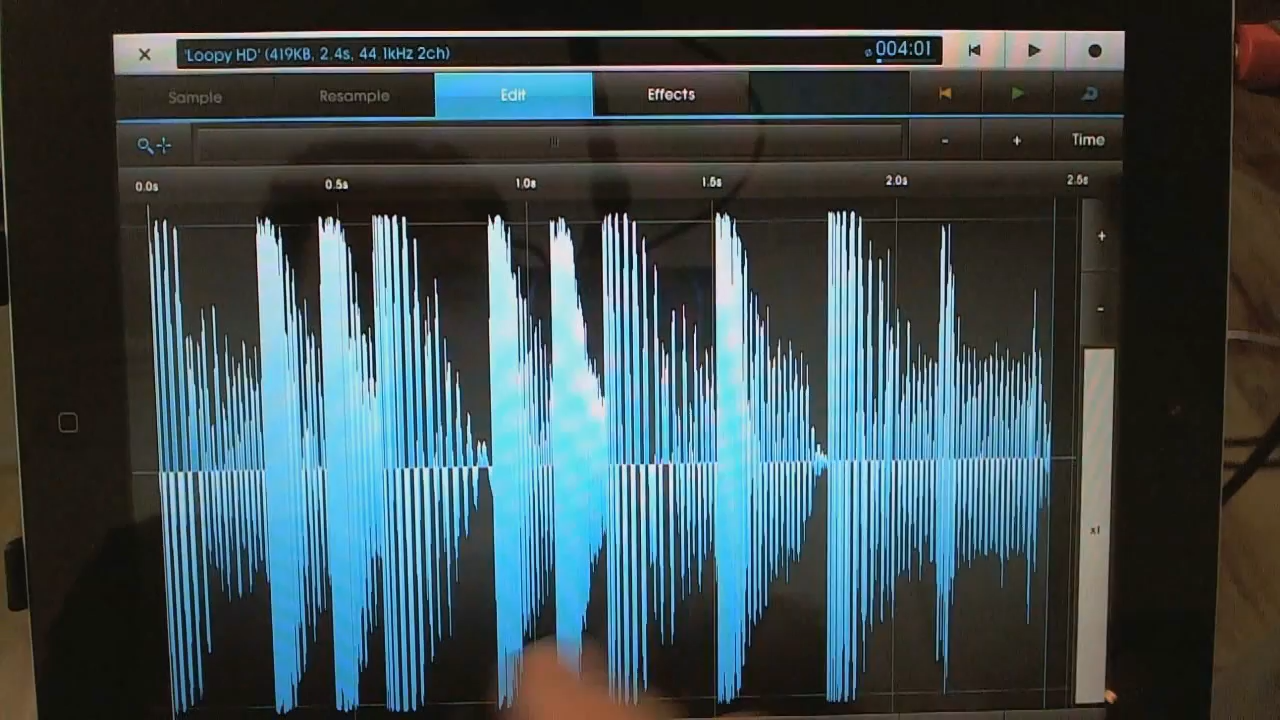 'Loopy HD' (419KB, 2.4s, 44.1kHz 2ch) 004:01
Sample Resample Edit Effects
- + Time
0.0s 0.5s 1.0s 1.5s 2.0s 2.5s
+
-
x1